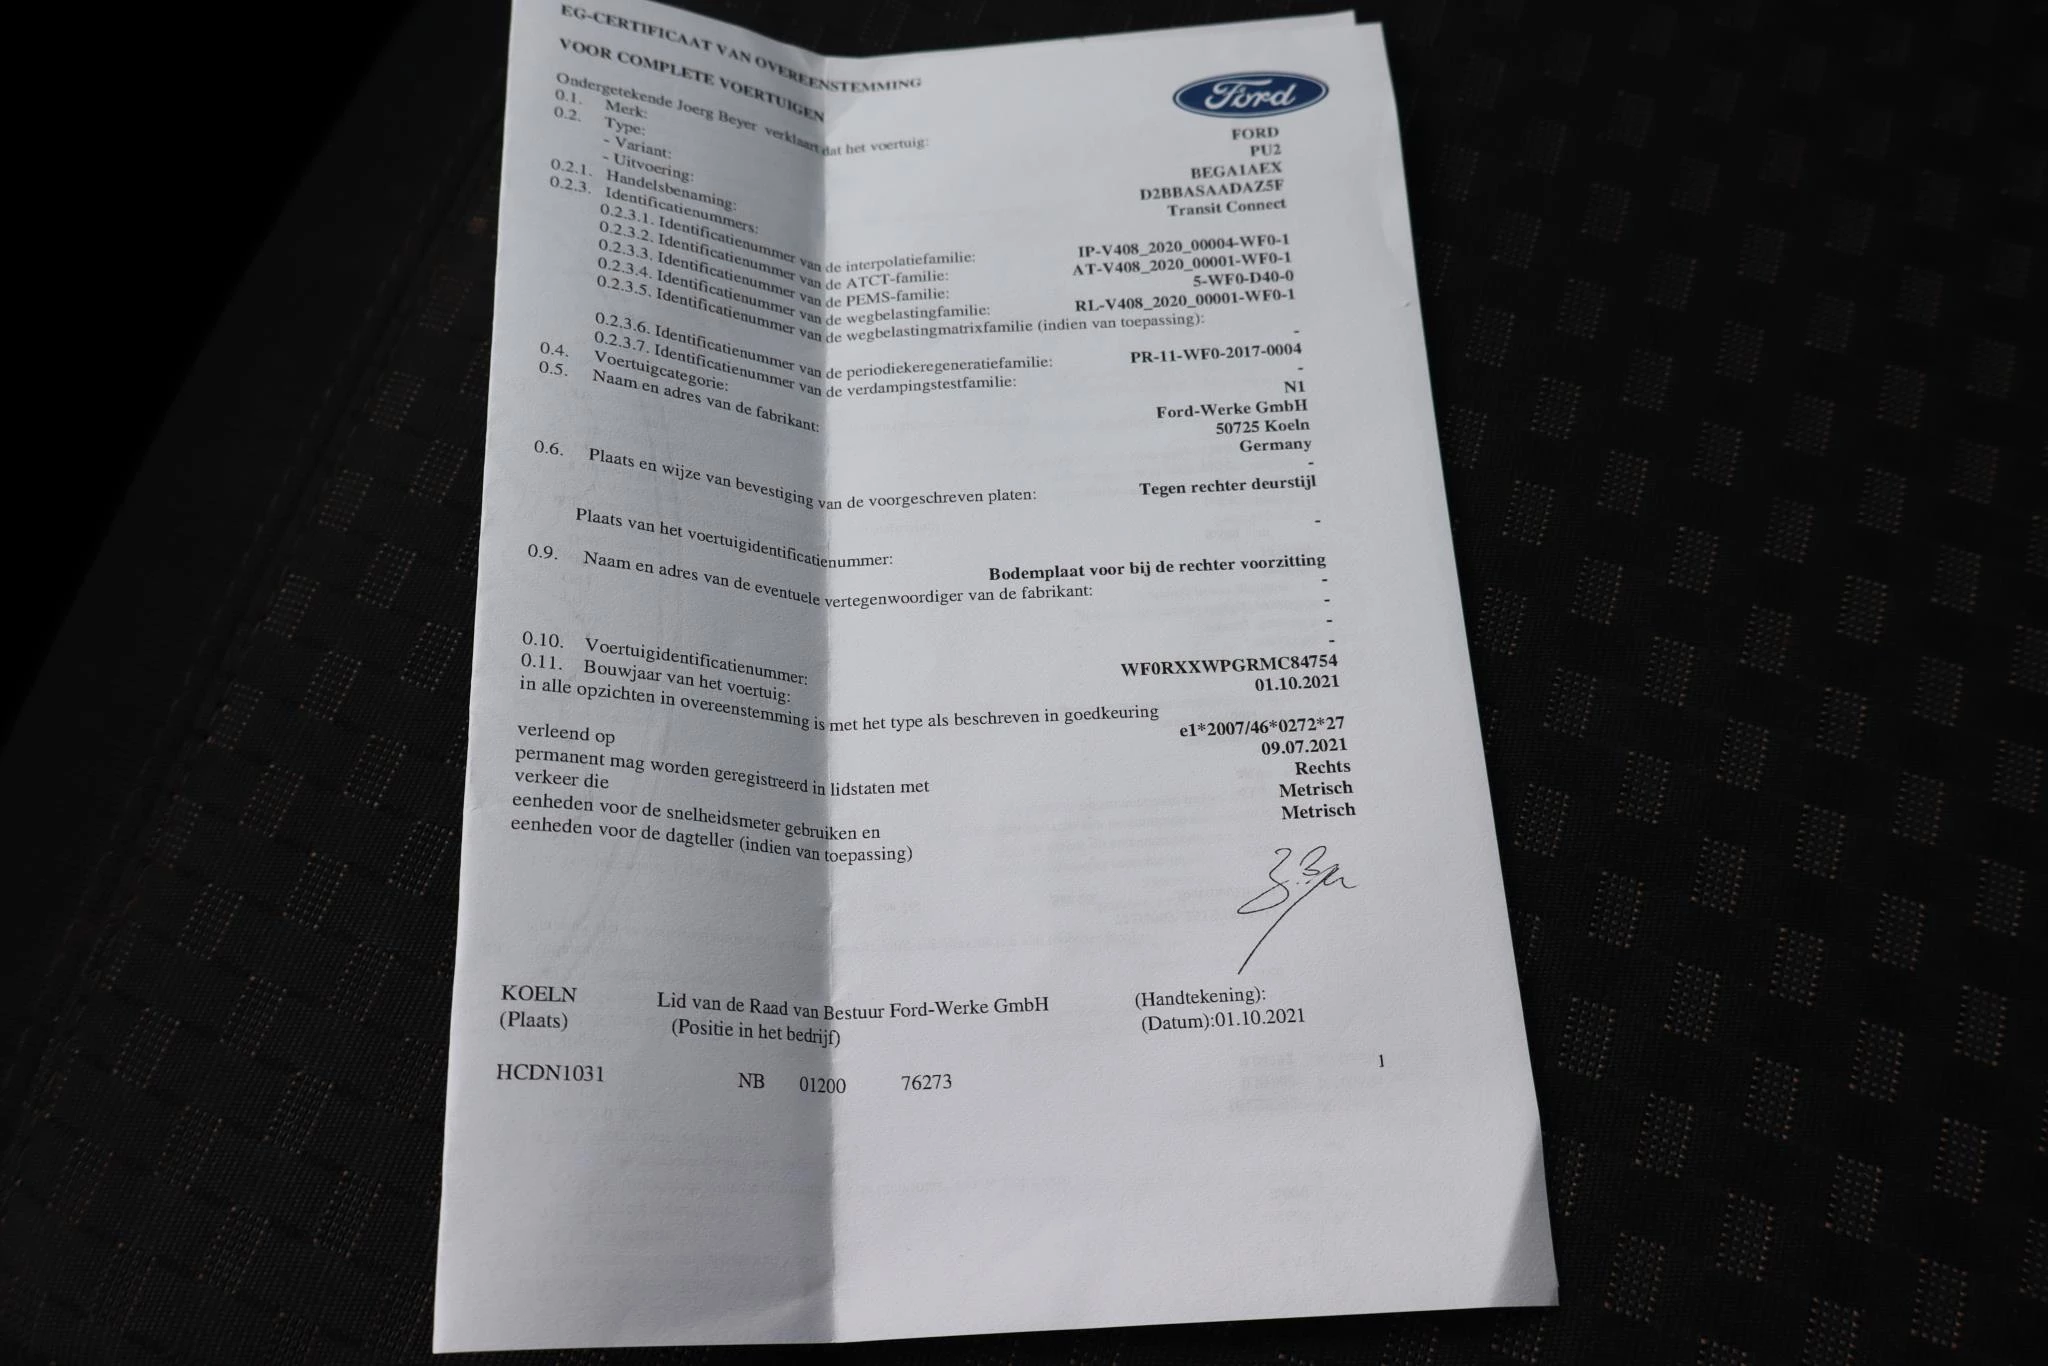 EG-CERTIFICAAT VAN OVEREENSTEMMING
VOOR COMPLETE VOERTUIGEN
Ford
Ondergetekende Joerg Beyer verklaart dat het voertuig:
0.1. Merk: FORD
0.2. Type: PU2
- Variant: BEGA1AEX
- Uitvoering: D2BBASAADAZ5F
0.2.1. Handelsbenaming: Transit Connect
0.2.3. Identificatienummers:
0.2.3.1. Identificatienummer van de interpolatiefamilie: IP-V408_2020_00004-WF0-1
0.2.3.2. Identificatienummer van de ATCT-familie: AT-V408_2020_00001-WF0-1
0.2.3.3. Identificatienummer van de PEMS-familie: 5-WF0-D40-0
0.2.3.4. Identificatienummer van de wegbelastingfamilie: RL-V408_2020_00001-WF0-1
0.2.3.5. Identificatienummer van de wegbelastingmatrixfamilie (indien van toepassing):
-
0.2.3.6. Identificatienummer van de periodiekeregeneratiefamilie: PR-11-WF0-2017-0004
0.2.3.7. Identificatienummer van de verdampingstestfamilie: -
0.4. Voertuigcategorie: N1
0.5. Naam en adres van de fabrikant: Ford-Werke GmbH
50725 Koeln
Germany
-
0.6. Plaats en wijze van bevestiging van de voorgeschreven platen: Tegen rechter deurstijl
-
Plaats van het voertuigidentificatienummer:
Bodemplaat voor bij de rechter voorzitting
0.9. Naam en adres van de eventuele vertegenwoordiger van de fabrikant: -
-
-
-
0.10. Voertuigidentificatienummer: WF0RXXWPGRMC84754
0.11. Bouwjaar van het voertuig: 01.10.2021
in alle opzichten in overeenstemming is met het type als beschreven in goedkeuring
e1*2007/46*0272*27
verleend op 09.07.2021
permanent mag worden geregistreerd in lidstaten met
verkeer die Rechts
eenheden voor de snelheidsmeter gebruiken en Metrisch
eenheden voor de dagteller (indien van toepassing) Metrisch
KOELN Lid van de Raad van Bestuur Ford-Werke GmbH (Handtekening):
(Plaats) (Positie in het bedrijf) (Datum):01.10.2021
HCDN1031 NB 01200 76273 1